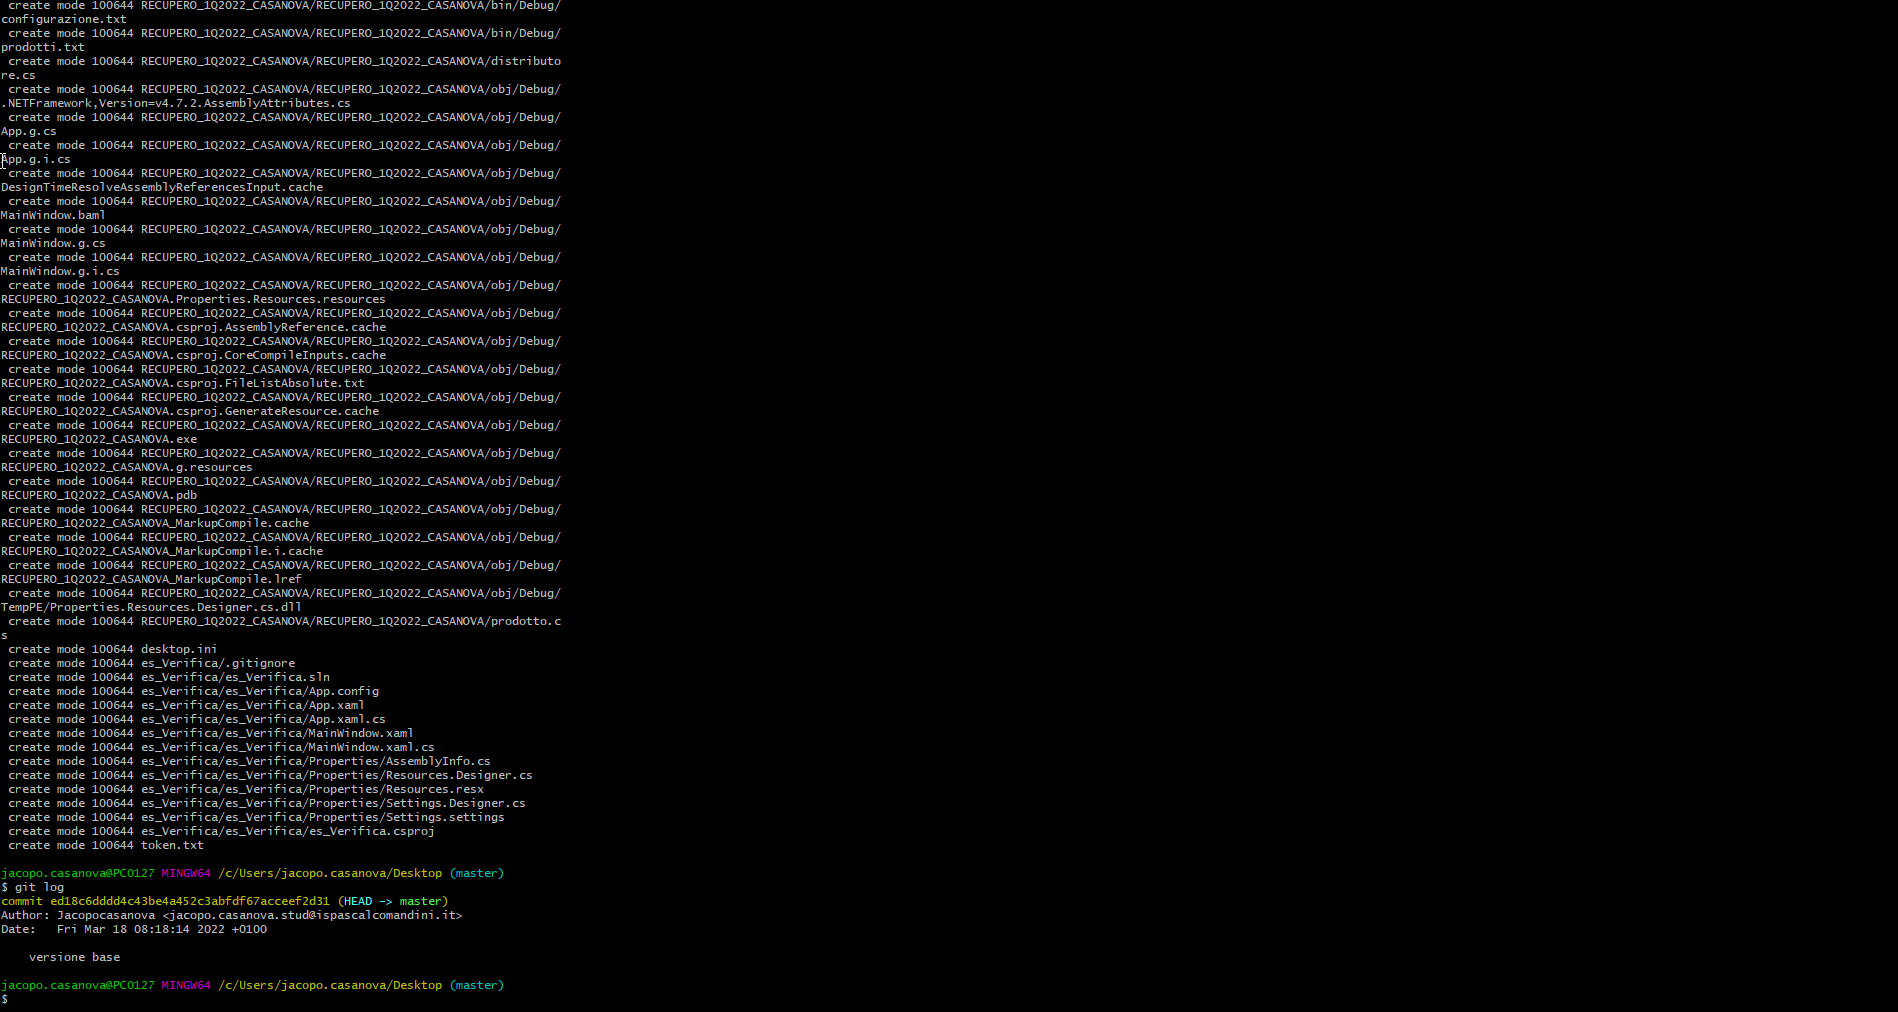 create mode 100644 RECUPERO_1Q2022_CASANOVA/RECUPERO_1Q2022_CASANOVA/bin/Debug/
configurazione.txt
create mode 100644 RECUPERO_1Q2022_CASANOVA/RECUPERO_1Q2022_CASANOVA/bin/Debug/
prodotti.txt
create mode 100644 RECUPERO_1Q2022_CASANOVA/RECUPERO_1Q2022_CASANOVA/distributo
re.cs
create mode 100644 RECUPERO_1Q2022_CASANOVA/RECUPERO_1Q2022_CASANOVA/obj/Debug/
.NETFramework,Version=v4.7.2.AssemblyAttributes.cs
create mode 100644 RECUPERO_1Q2022_CASANOVA/RECUPERO_1Q2022_CASANOVA/obj/Debug/
App.g.cs
create mode 100644 RECUPERO_1Q2022_CASANOVA/RECUPERO_1Q2022_CASANOVA/obj/Debug/
App.g.i.cs
create mode 100644 RECUPERO_1Q2022_CASANOVA/RECUPERO_1Q2022_CASANOVA/obj/Debug/
DesignTimeResolveAssemblyReferencesInput.cache
create mode 100644 RECUPERO_1Q2022_CASANOVA/RECUPERO_1Q2022_CASANOVA/obj/Debug/
MainWindow.baml
create mode 100644 RECUPERO_1Q2022_CASANOVA/RECUPERO_1Q2022_CASANOVA/obj/Debug/
MainWindow.g.cs
create mode 100644 RECUPERO_1Q2022_CASANOVA/RECUPERO_1Q2022_CASANOVA/obj/Debug/
MainWindow.g.i.cs
create mode 100644 RECUPERO_1Q2022_CASANOVA/RECUPERO_1Q2022_CASANOVA/obj/Debug/
RECUPERO_1Q2022_CASANOVA.Properties.Resources.resources
create mode 100644 RECUPERO_1Q2022_CASANOVA/RECUPERO_1Q2022_CASANOVA/obj/Debug/
RECUPERO_1Q2022_CASANOVA.csproj.AssemblyReference.cache
create mode 100644 RECUPERO_1Q2022_CASANOVA/RECUPERO_1Q2022_CASANOVA/obj/Debug/
RECUPERO_1Q2022_CASANOVA.csproj.CoreCompileInputs.cache
create mode 100644 RECUPERO_1Q2022_CASANOVA/RECUPERO_1Q2022_CASANOVA/obj/Debug/
RECUPERO_1Q2022_CASANOVA.csproj.FileListAbsolute.txt
create mode 100644 RECUPERO_1Q2022_CASANOVA/RECUPERO_1Q2022_CASANOVA/obj/Debug/
RECUPERO_1Q2022_CASANOVA.csproj.GenerateResource.cache
create mode 100644 RECUPERO_1Q2022_CASANOVA/RECUPERO_1Q2022_CASANOVA/obj/Debug/
RECUPERO_1Q2022_CASANOVA.exe
create mode 100644 RECUPERO_1Q2022_CASANOVA/RECUPERO_1Q2022_CASANOVA/obj/Debug/
RECUPERO_1Q2022_CASANOVA.g.resources
create mode 100644 RECUPERO_1Q2022_CASANOVA/RECUPERO_1Q2022_CASANOVA/obj/Debug/
RECUPERO_1Q2022_CASANOVA.pdb
create mode 100644 RECUPERO_1Q2022_CASANOVA/RECUPERO_1Q2022_CASANOVA/obj/Debug/
RECUPERO_1Q2022_CASANOVA_MarkupCompile.cache
create mode 100644 RECUPERO_1Q2022_CASANOVA/RECUPERO_1Q2022_CASANOVA/obj/Debug/
RECUPERO_1Q2022_CASANOVA_MarkupCompile.i.cache
create mode 100644 RECUPERO_1Q2022_CASANOVA/RECUPERO_1Q2022_CASANOVA/obj/Debug/
RECUPERO_1Q2022_CASANOVA_MarkupCompile.lref
create mode 100644 RECUPERO_1Q2022_CASANOVA/RECUPERO_1Q2022_CASANOVA/obj/Debug/
TempPE/Properties.Resources.Designer.cs.dll
create mode 100644 RECUPERO_1Q2022_CASANOVA/RECUPERO_1Q2022_CASANOVA/prodotto.c
s
create mode 100644 desktop.ini
create mode 100644 es_Verifica/.gitignore
create mode 100644 es_Verifica/es_Verifica.sln
create mode 100644 es_Verifica/es_Verifica/App.config
create mode 100644 es_Verifica/es_Verifica/App.xaml
create mode 100644 es_Verifica/es_Verifica/App.xaml.cs
create mode 100644 es_Verifica/es_Verifica/MainWindow.xaml
create mode 100644 es_Verifica/es_Verifica/MainWindow.xaml.cs
create mode 100644 es_Verifica/es_Verifica/Properties/AssemblyInfo.cs
create mode 100644 es_Verifica/es_Verifica/Properties/Resources.Designer.cs
create mode 100644 es_Verifica/es_Verifica/Properties/Resources.resx
create mode 100644 es_Verifica/es_Verifica/Properties/Settings.Designer.cs
create mode 100644 es_Verifica/es_Verifica/Properties/Settings.settings
create mode 100644 es_Verifica/es_Verifica/es_Verifica.csproj
create mode 100644 token.txt
jacopo.casanova@PC0127 MINGW64 /c/Users/jacopo.casanova/Desktop (master)
$ git log
commit ed18c6dddd4c43be4a452c3abfdf67acceef2d31 (HEAD -> master)
Author: Jacopocasanova <jacopo.casanova.stud@ispascalcomandini.it>
Date:   Fri Mar 18 08:18:14 2022 +0100
versione base
jacopo.casanova@PC0127 MINGW64 /c/Users/jacopo.casanova/Desktop (master)
$